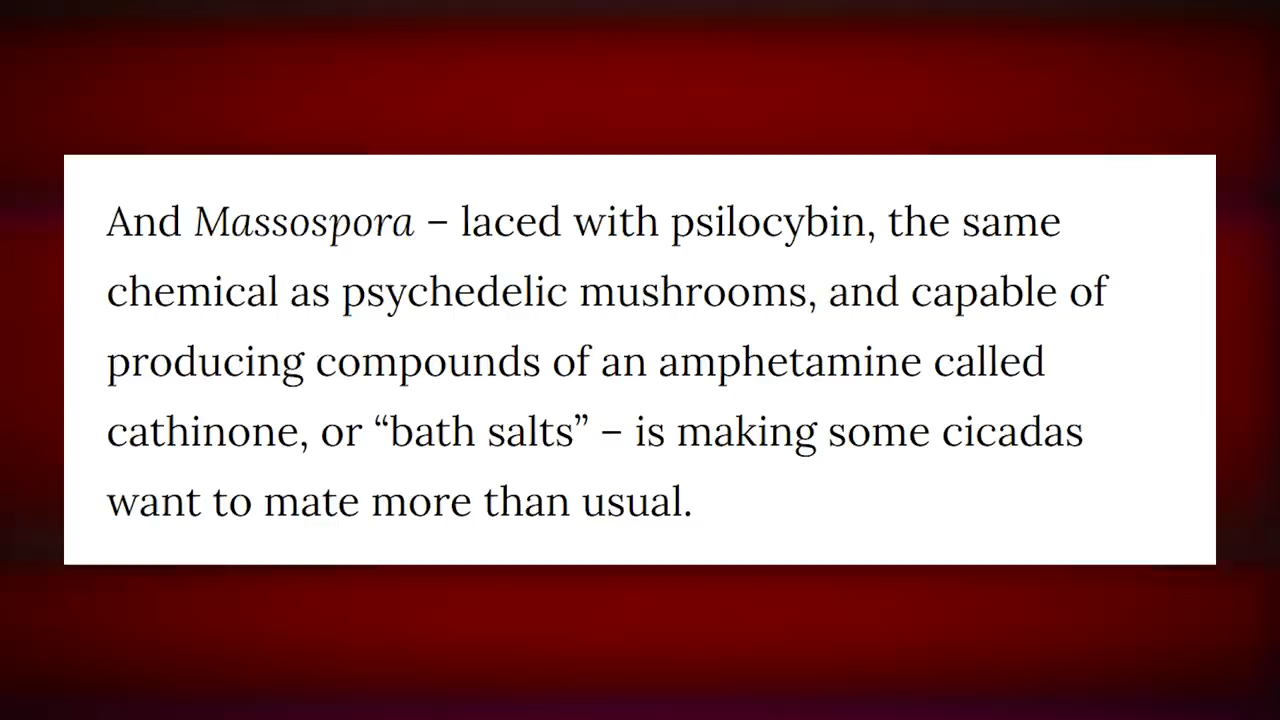 And Massospora – laced with psilocybin, the same
chemical as psychedelic mushrooms, and capable of
producing compounds of an amphetamine called
cathinone, or “bath salts” – is making some cicadas
want to mate more than usual.